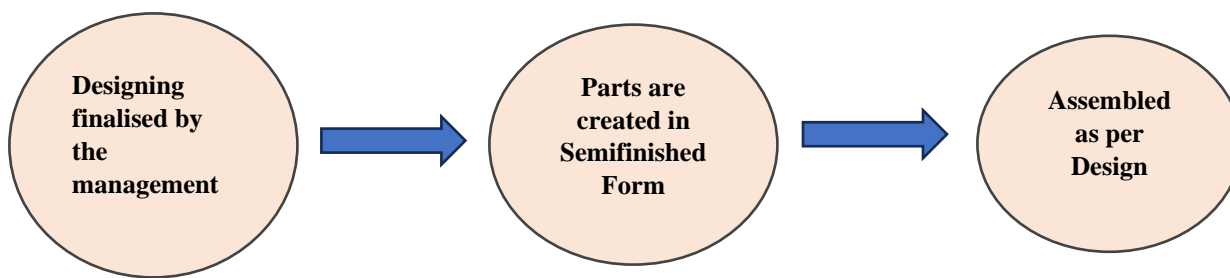 Designing
finalised by
the
management
Parts are
created in
Semifinished
Form
Assembled
as per
Design